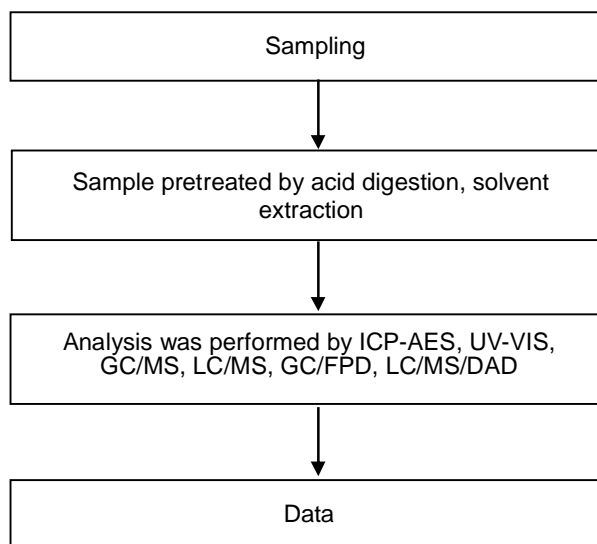 Sampling
Sample pretreated by acid digestion, solvent
extraction
Analysis was performed by ICP-AES, UV-VIS,
GC/MS, LC/MS, GC/FPD, LC/MS/DAD
Data